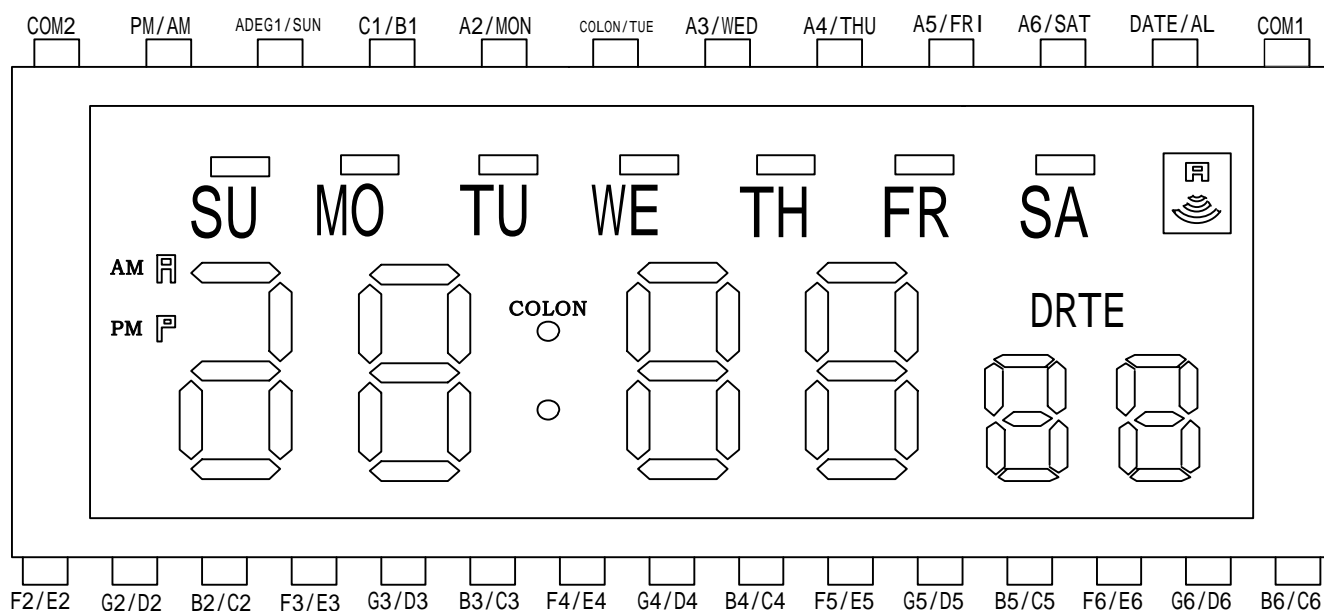 COM2 PM/AM ADEG1/SUN C1/B1 A2/MON COLON/TUE A3/WED A4/THU A5/FRI A6/SAT DATE/AL COM1
SU MO TU WE TH FR SA A
AM A
COLON
DRTE
PM P
F2/E2 G2/D2 B2/C2 F3/E3 G3/D3 B3/C3 F4/E4 G4/D4 B4/C4 F5/E5 G5/D5 B5/C5 F6/E6 G6/D6 B6/C6